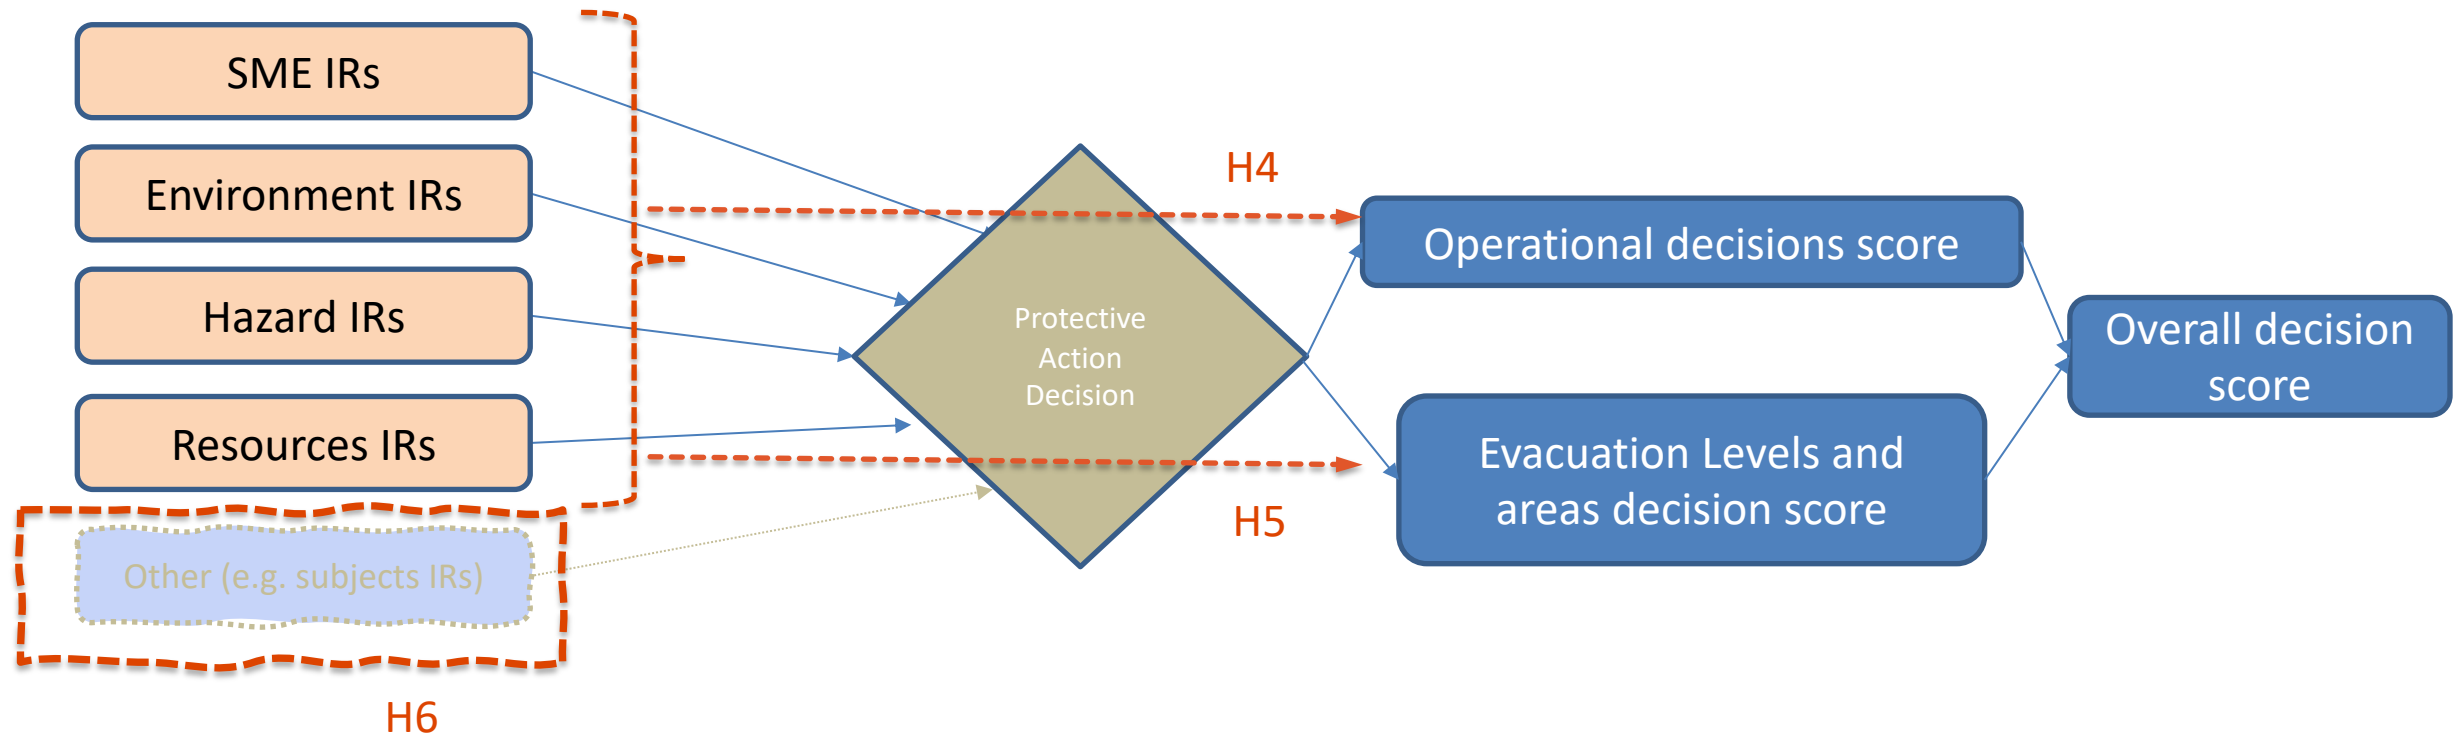 SME IRs
Environment IRs
Hazard IRs
Resources IRs
Other (e.g. subjects IRs)
H6
Protective
Action
Decision
H4
H5
Operational decisions score
Evacuation Levels and
areas decision score
Overall decision
score